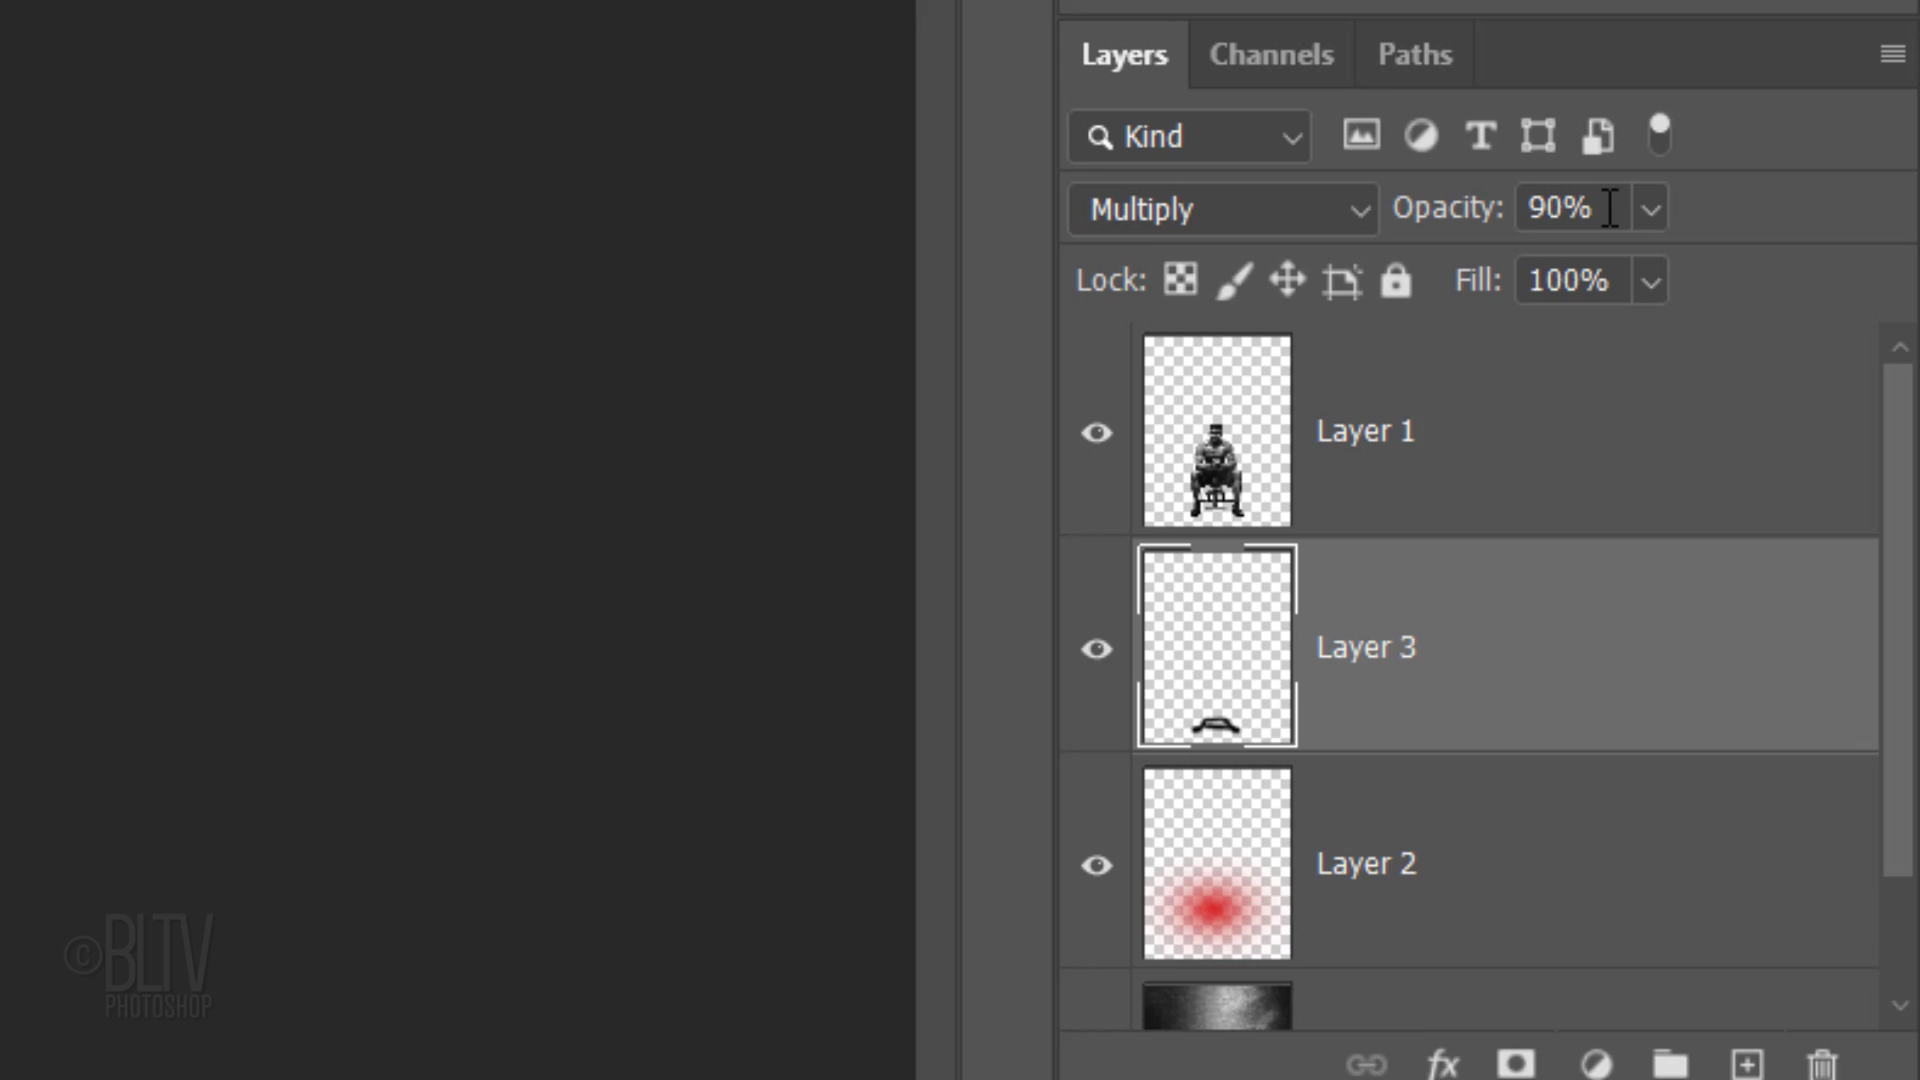 Layers Channels Paths
Kind
Multiply Opacity: 90%
Lock: Fill: 100%
Layer 1
Layer 3
Layer 2
fx
©BLTV
PHOTOSHOP